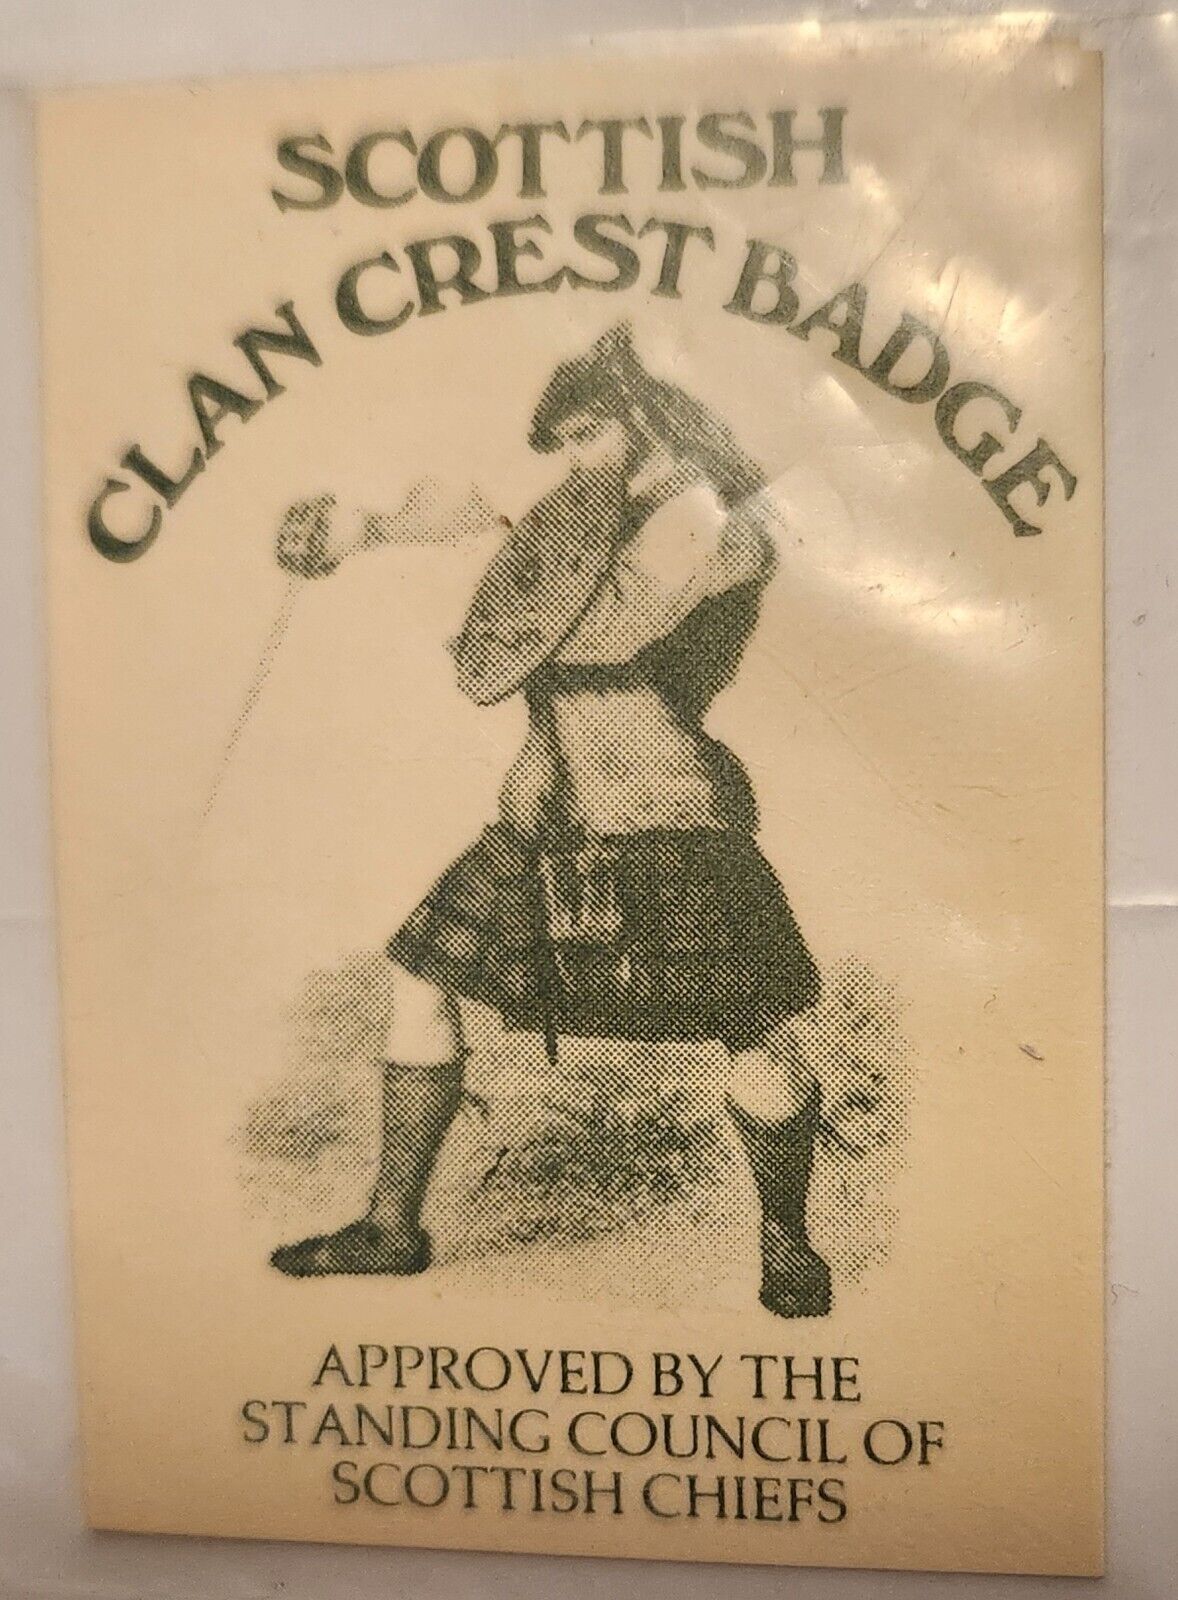 SCOTTISH
CLAN CREST BADGE
APPROVED BY THE
STANDING COUNCIL OF
SCOTTISH CHIEFS